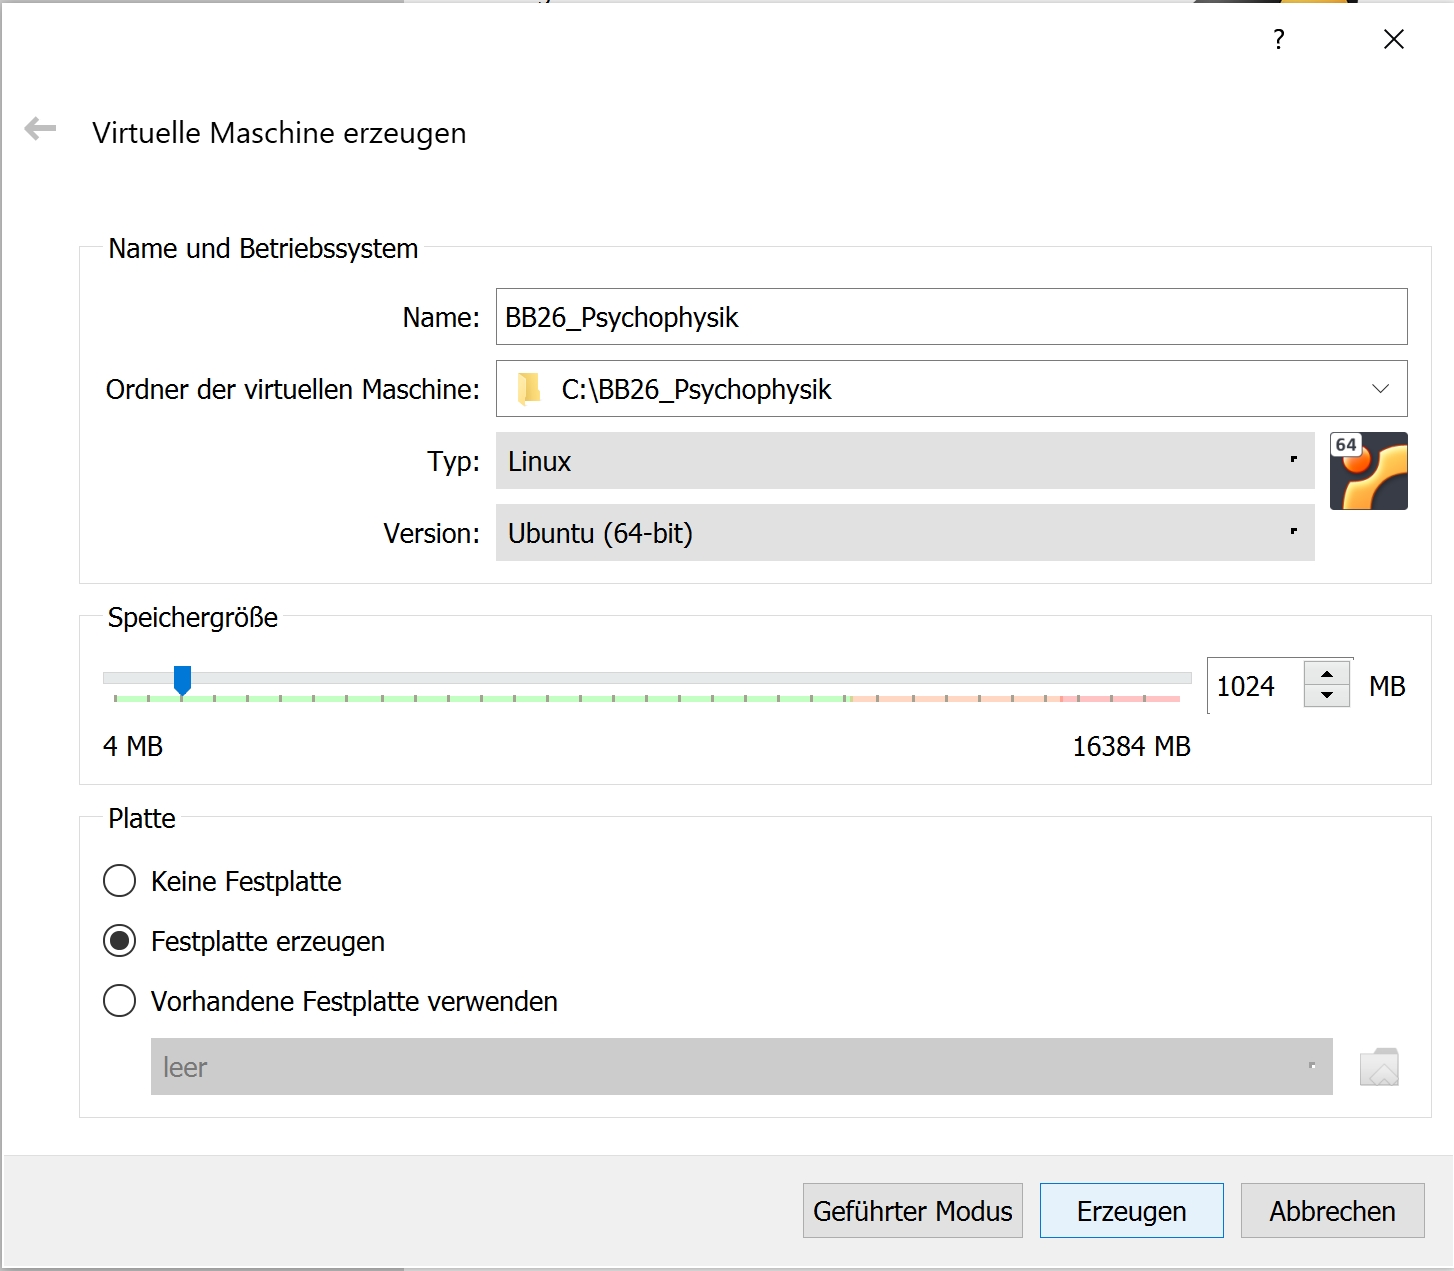 ?
Virtuelle Maschine erzeugen
Name und Betriebssystem
Name: BB26_Psychophysik
Ordner der virtuellen Maschine: C:\BB26_Psychophysik
Typ: Linux
64
Version: Ubuntu (64-bit)
Speichergröße
1024 MB
4 MB 16384 MB
Platte
Keine Festplatte
Festplatte erzeugen
Vorhandene Festplatte verwenden
leer
Geführter Modus Erzeugen Abbrechen